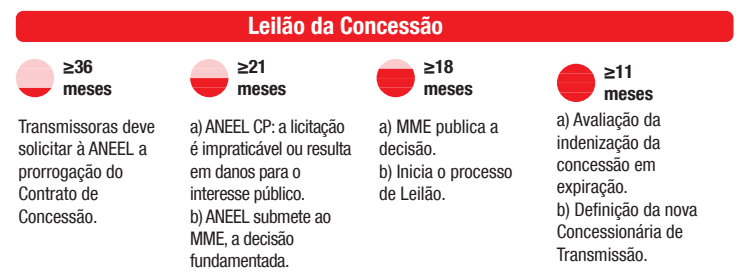 Leilão da Concessão
≥36
meses
Transmissoras deve
solicitar à ANEEL a
prorrogação do
Contrato de
Concessão.
≥21
meses
a) ANEEL CP: a licitação
é impraticável ou resulta
em danos para o
interesse público.
b) ANEEL submete ao
MME, a decisão
fundamentada.
≥18
meses
a) MME publica a
decisão.
b) Inicia o processo
de Leilão.
≥11
meses
a) Avaliação da
indenização da
concessão em
expiração.
b) Definição da nova
Concessionária de
Transmissão.